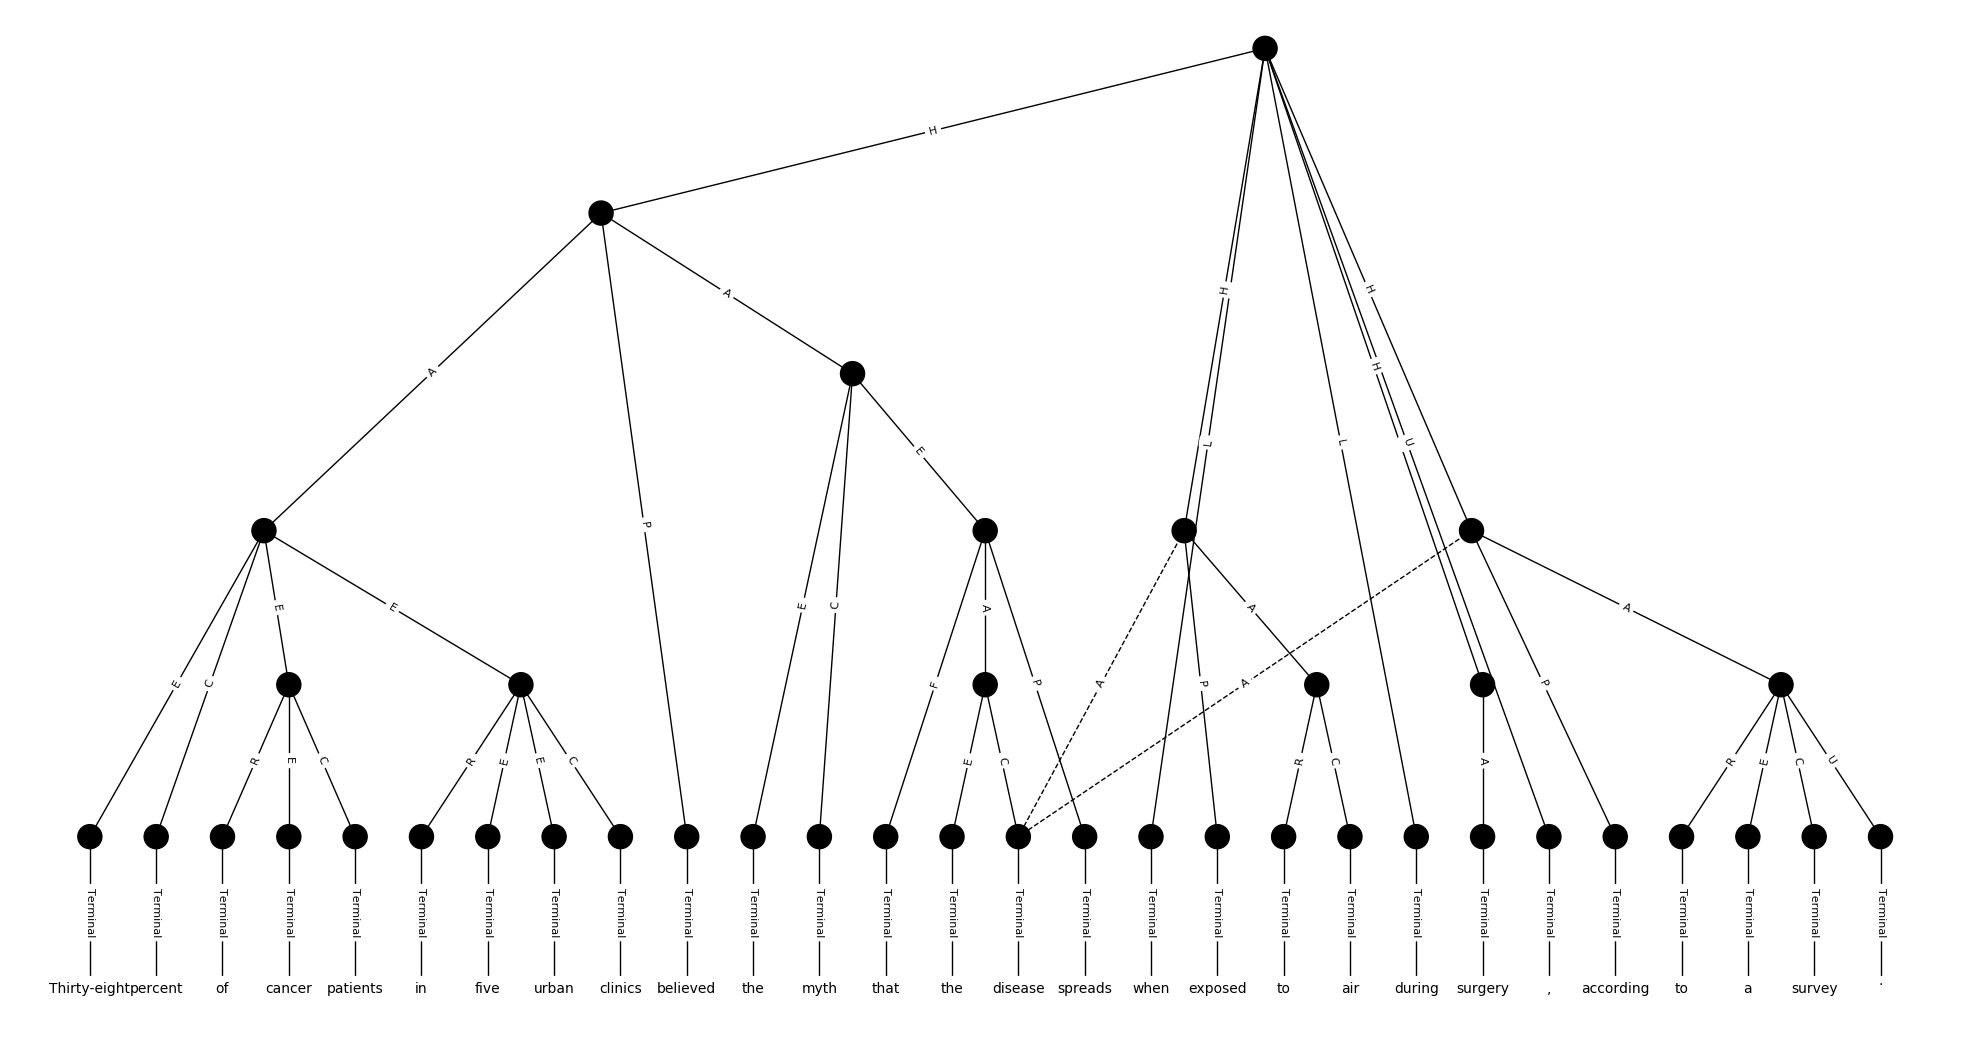 H
A
H
H
A
H
L
L
U
P
E
E
E
E
C
E
C
A
A
A
E
C
F
P
A
P
A
P
R
E
C
R
E
E
C
E
C
R
C
A
R
E
C
U
Terminal Terminal Terminal Terminal Terminal Terminal Terminal Terminal Terminal Terminal Terminal Terminal Terminal Terminal Terminal Terminal Terminal Terminal Terminal Terminal Terminal Terminal Terminal Terminal Terminal Terminal Terminal Terminal
Thirty-eight percent of cancer patients in five urban clinics believed the myth that the disease spreads when exposed to air during surgery , according to a survey .